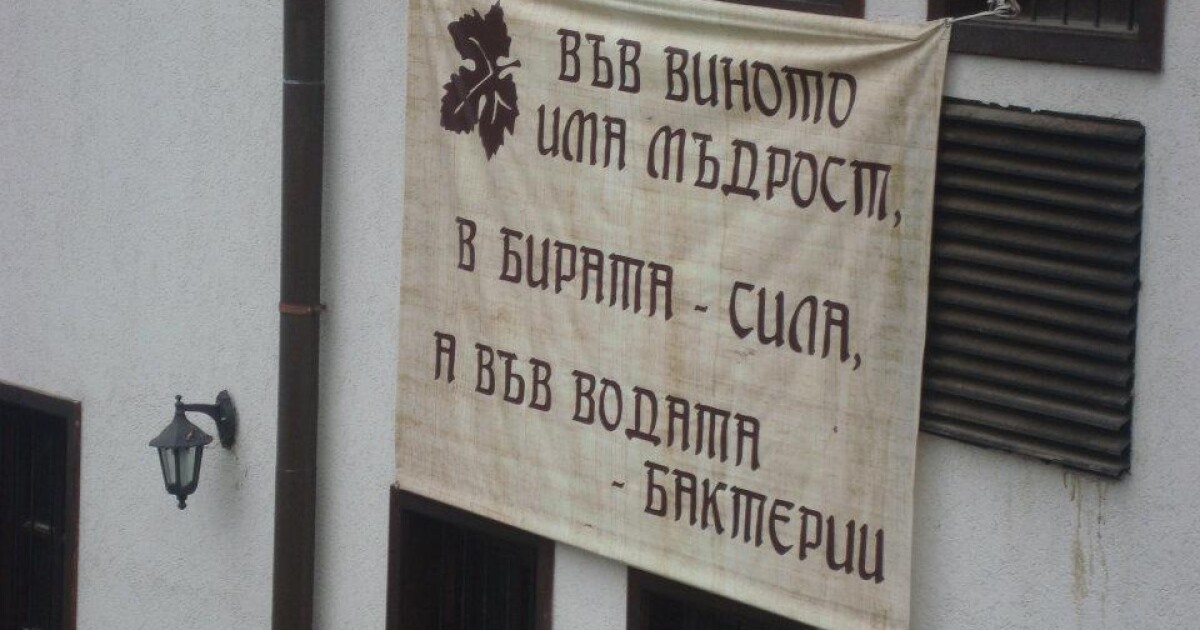 ВЪВ ВИНОТО
ИМА МЪДРОСТ,
В БИРАТА - СИЛА,
А ВЪВ ВОДАТА
- БАКТЕРИИ